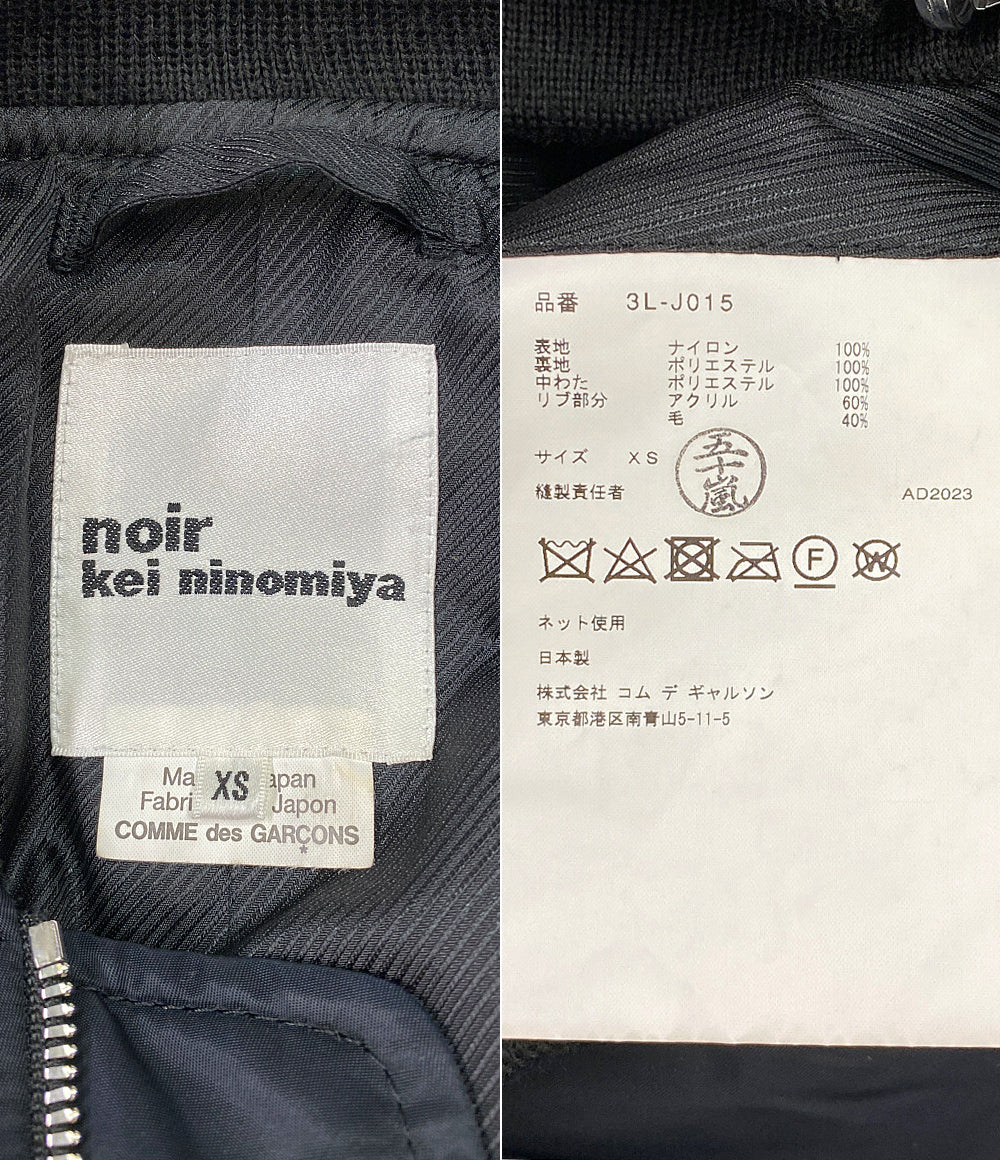 noir
kei ninomiya
Ma apan
XS
Fabri Japon
COMME des GARÇONS
*
品番 3L-J015
表地 ナイロン 100%
裏地 ポリエステル 100%
中わた ポリエステル 100%
リブ部分 アクリル 60%
毛 40%
サイズ XS
五十嵐
縫製責任者 AD2023
F W
ネット使用
日本製
株式会社 コム デ ギャルソン
東京都港区南青山5-11-5